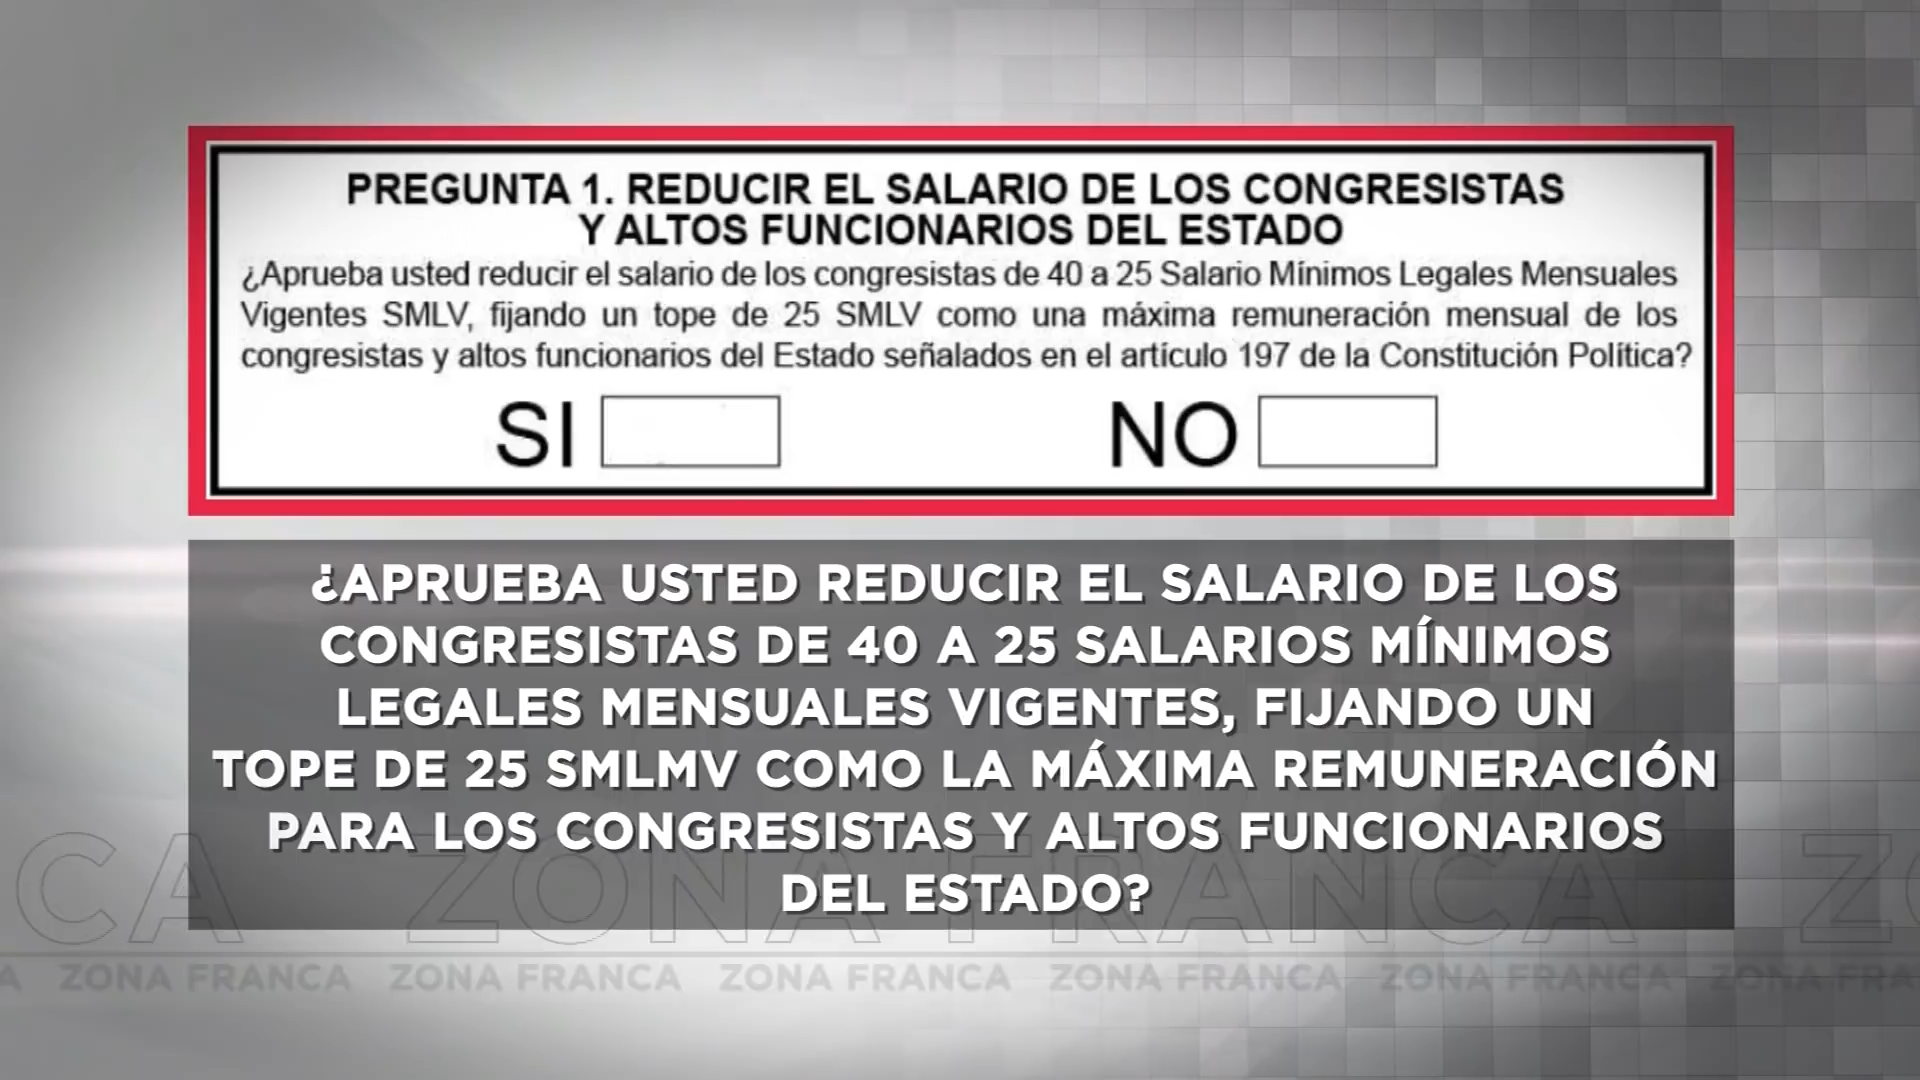 PREGUNTA 1. REDUCIR EL SALARIO DE LOS CONGRESISTAS
Y ALTOS FUNCIONARIOS DEL ESTADO
¿Aprueba usted reducir el salario de los congresistas de 40 a 25 Salario Mínimos Legales Mensuales
Vigentes SMLV, fijando un tope de 25 SMLV como una máxima remuneración mensual de los
congresistas y altos funcionarios del Estado señalados en el artículo 197 de la Constitución Política?
SI NO
¿APRUEBA USTED REDUCIR EL SALARIO DE LOS
CONGRESISTAS DE 40 A 25 SALARIOS MÍNIMOS
LEGALES MENSUALES VIGENTES, FIJANDO UN
TOPE DE 25 SMLMV COMO LA MÁXIMA REMUNERACIÓN
PARA LOS CONGRESISTAS Y ALTOS FUNCIONARIOS
DEL ESTADO?
CA ZONA FRANCA Z
A ZONA FRANCA ZONA FRANCA ZONA FRANCA ZONA FRANCA ZONA FRANCA ZONA FRA